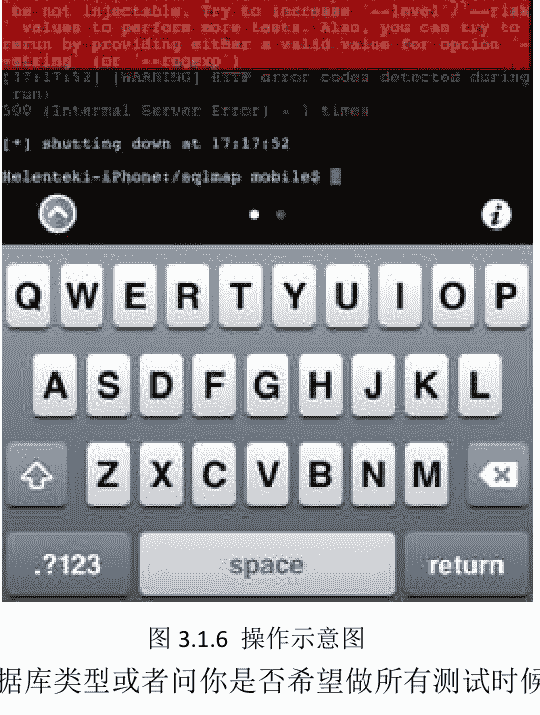 be not injectable. Try to increase '--level'/'--risk
' values to perform more tests. Also, you can try to
rerun by providing either a valid value for option '-
-string' (or '--regexp')
[17:17:52] [WARNING] HTTP error codes detected during
run:
500 (Internal Server Error) - 1 times
[*] shutting down at 17:17:52
Helenteki-iPhone:/sqlmap mobile$
i
Q W E R T Y U I O P
A S D F G H J K L
Z X C V B N M
.?123 space return
图 3.1.6 操作示意图
据库类型或者问你是否希望做所有测试时候